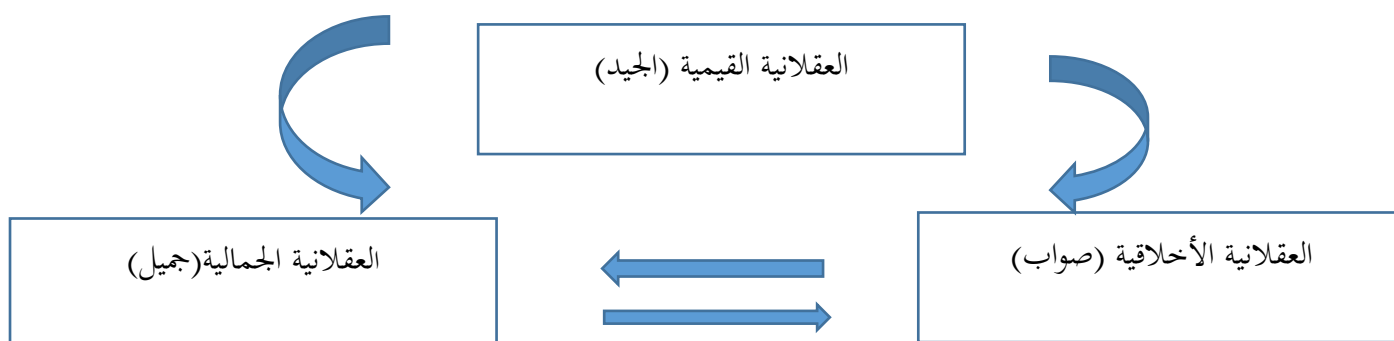 العقلانية القيمية (الجيد)
العقلانية الأخلاقية (صواب)
العقلانية الجمالية(جميل)